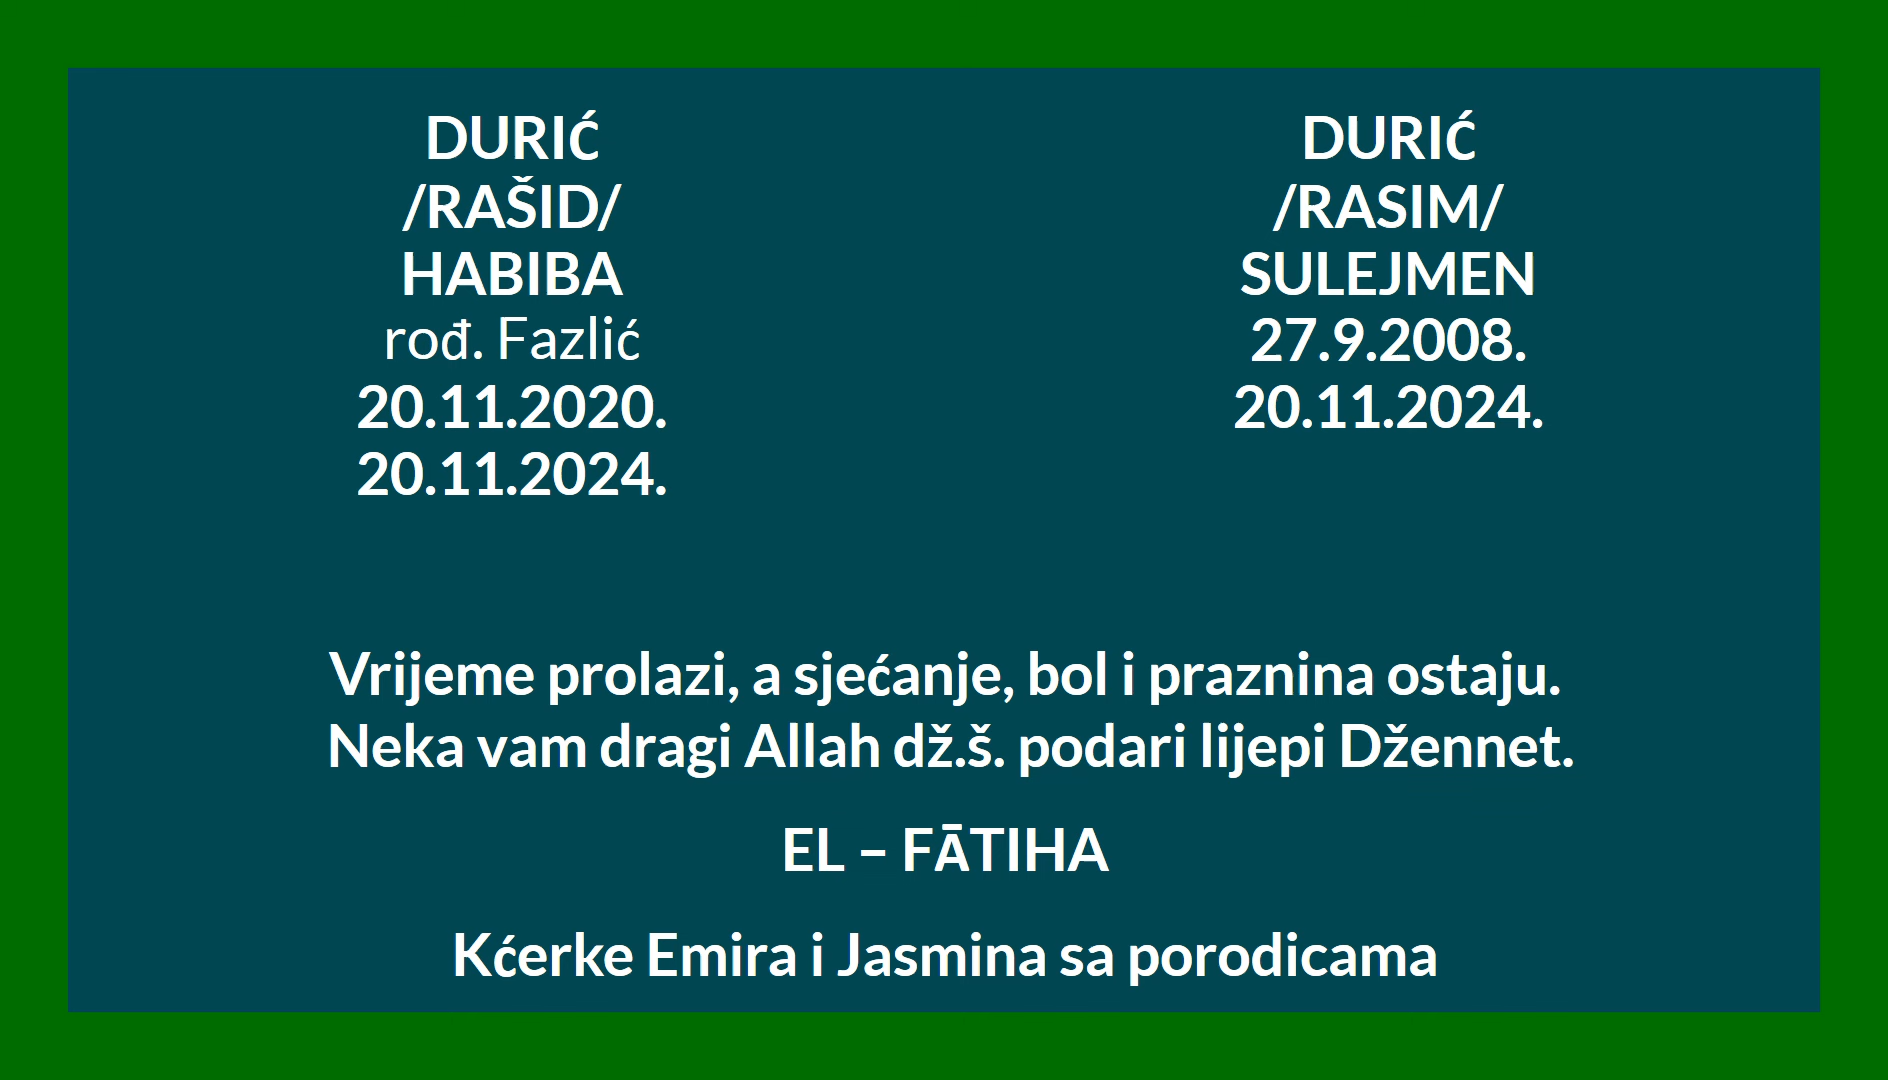 DURIĆ
/RAŠID/
HABIBA
rođ. Fazlić
20.11.2020.
20.11.2024.
DURIĆ
/RASIM/
SULEJMEN
27.9.2008.
20.11.2024.
Vrijeme prolazi, a sjećanje, bol i praznina ostaju.
Neka vam dragi Allah dž.š. podari lijepi Džennet.
EL – FĀTIHA
Kćerke Emira i Jasmina sa porodicama